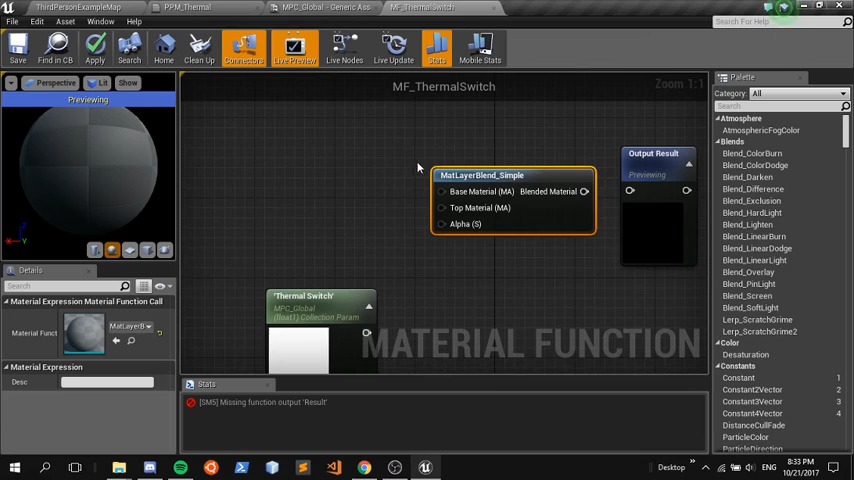 ThirdPersonExampleMap
PPM_Thermal
MPC_Global - Generic Ass
MF_ThermalSwitch
File
Edit
Asset
Window
Help
Search For Help
Save
Find in CB
Apply
Search
Home
Clean Up
Connectors
Live Preview
Live Nodes
Live Update
Stats
Mobile Stats
Perspective
Lit
Show
Previewing
MF_ThermalSwitch
Zoom 1:1
MatLayerBlend_Simple
Base Material (MA)
Blended Material
Top Material (MA)
Alpha (S)
Output Result
Previewing
'Thermal Switch'
MPC_Global
(float1) Collection Param
MATERIAL FUNCTION
Details
Search
Material Expression Material Function Call
Material Funct
MatLayerB
Material Expression
Desc
Stats
[SM5] Missing function output 'Result'
Palette
Category:
All
Search
Atmosphere
AtmosphericFogColor
Blends
Blend_ColorBurn
Blend_ColorDodge
Blend_Darken
Blend_Difference
Blend_Exclusion
Blend_HardLight
Blend_Lighten
Blend_LinearBurn
Blend_LinearDodge
Blend_LinearLight
Blend_Overlay
Blend_PinLight
Blend_Screen
Blend_SoftLight
Lerp_ScratchGrime
Lerp_ScratchGrime2
Color
Desaturation
Constants
Constant 1
Constant2Vector 2
Constant3Vector 3
Constant4Vector 4
DistanceCullFade
ParticleColor
ParticleDirection
Desktop
ENG
8:33 PM
10/21/2017